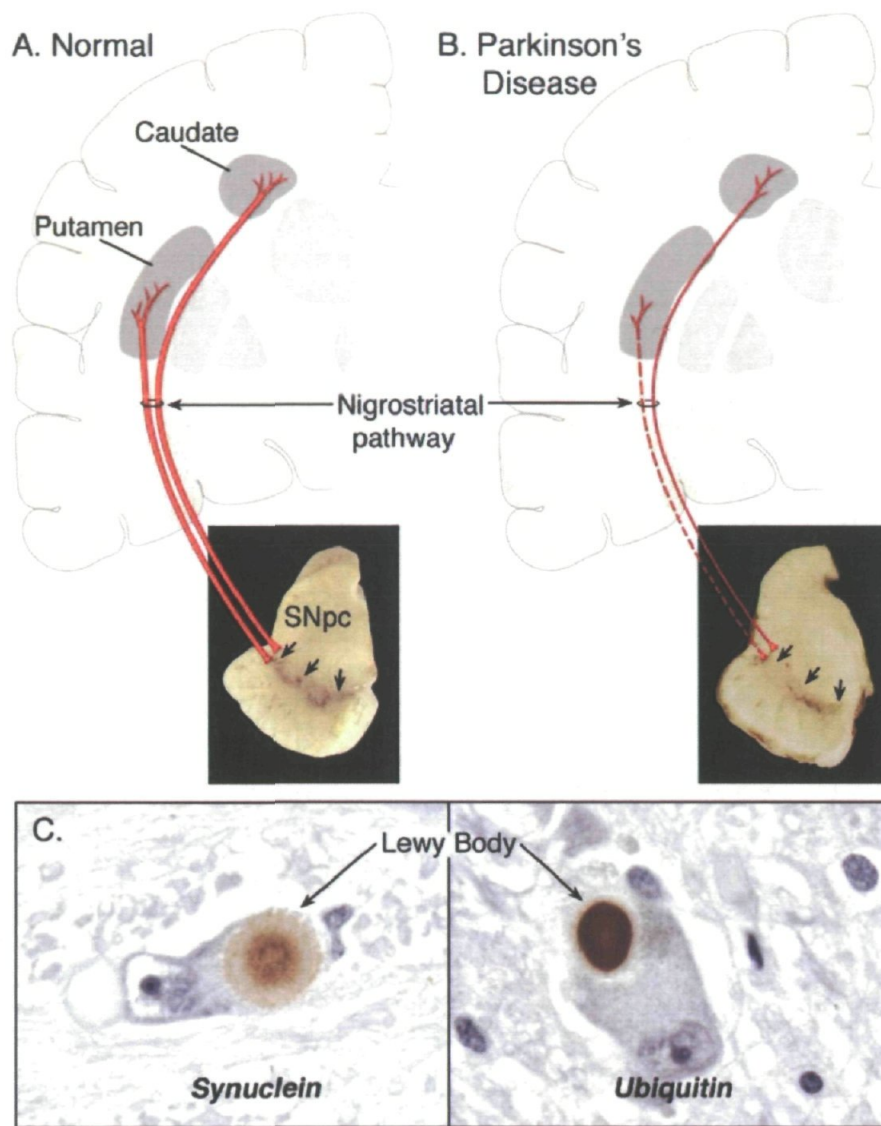 A. Normal
B. Parkinson's
Disease
Caudate
Putamen
Nigrostriatal
pathway
SNpc
C.
Lewy Body
Synuclein
Ubiquitin